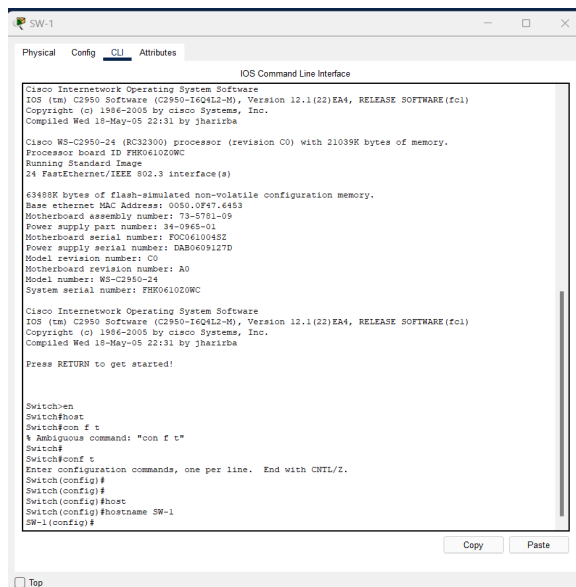 SW-1
Physical Config CLI Attributes
IOS Command Line Interface
Cisco Internetwork Operating System Software
IOS (tm) C2950 Software (C2950-I6Q4L2-M), Version 12.1(22)EA4, RELEASE SOFTWARE(fc1)
Copyright (c) 1986-2005 by cisco Systems, Inc.
Compiled Wed 18-May-05 22:31 by jharirba
Cisco WS-C2950-24 (RC32300) processor (revision C0) with 21039K bytes of memory.
Processor board ID FHK0610Z0WC
Running Standard Image
24 FastEthernet/IEEE 802.3 interface(s)
63488K bytes of flash-simulated non-volatile configuration memory.
Base ethernet MAC Address: 0050.0F47.6453
Motherboard assembly number: 73-5781-09
Power supply part number: 34-0965-01
Motherboard serial number: FOC061004SZ
Power supply serial number: DAB0609127D
Model revision number: C0
Motherboard revision number: A0
Model number: WS-C2950-24
System serial number: FHK0610Z0WC
Cisco Internetwork Operating System Software
IOS (tm) C2950 Software (C2950-I6Q4L2-M), Version 12.1(22)EA4, RELEASE SOFTWARE(fc1)
Copyright (c) 1986-2005 by cisco Systems, Inc.
Compiled Wed 18-May-05 22:31 by jharirba
Press RETURN to get started!
Switch>en
Switch#host
Switch#con f t
% Ambiguous command: "con f t"
Switch#
Switch#conf t
Enter configuration commands, one per line. End with CNTL/Z.
Switch(config)#
Switch(config)#
Switch(config)#host
Switch(config)#hostname SW-1
SW-1(config)#
Copy Paste
Top